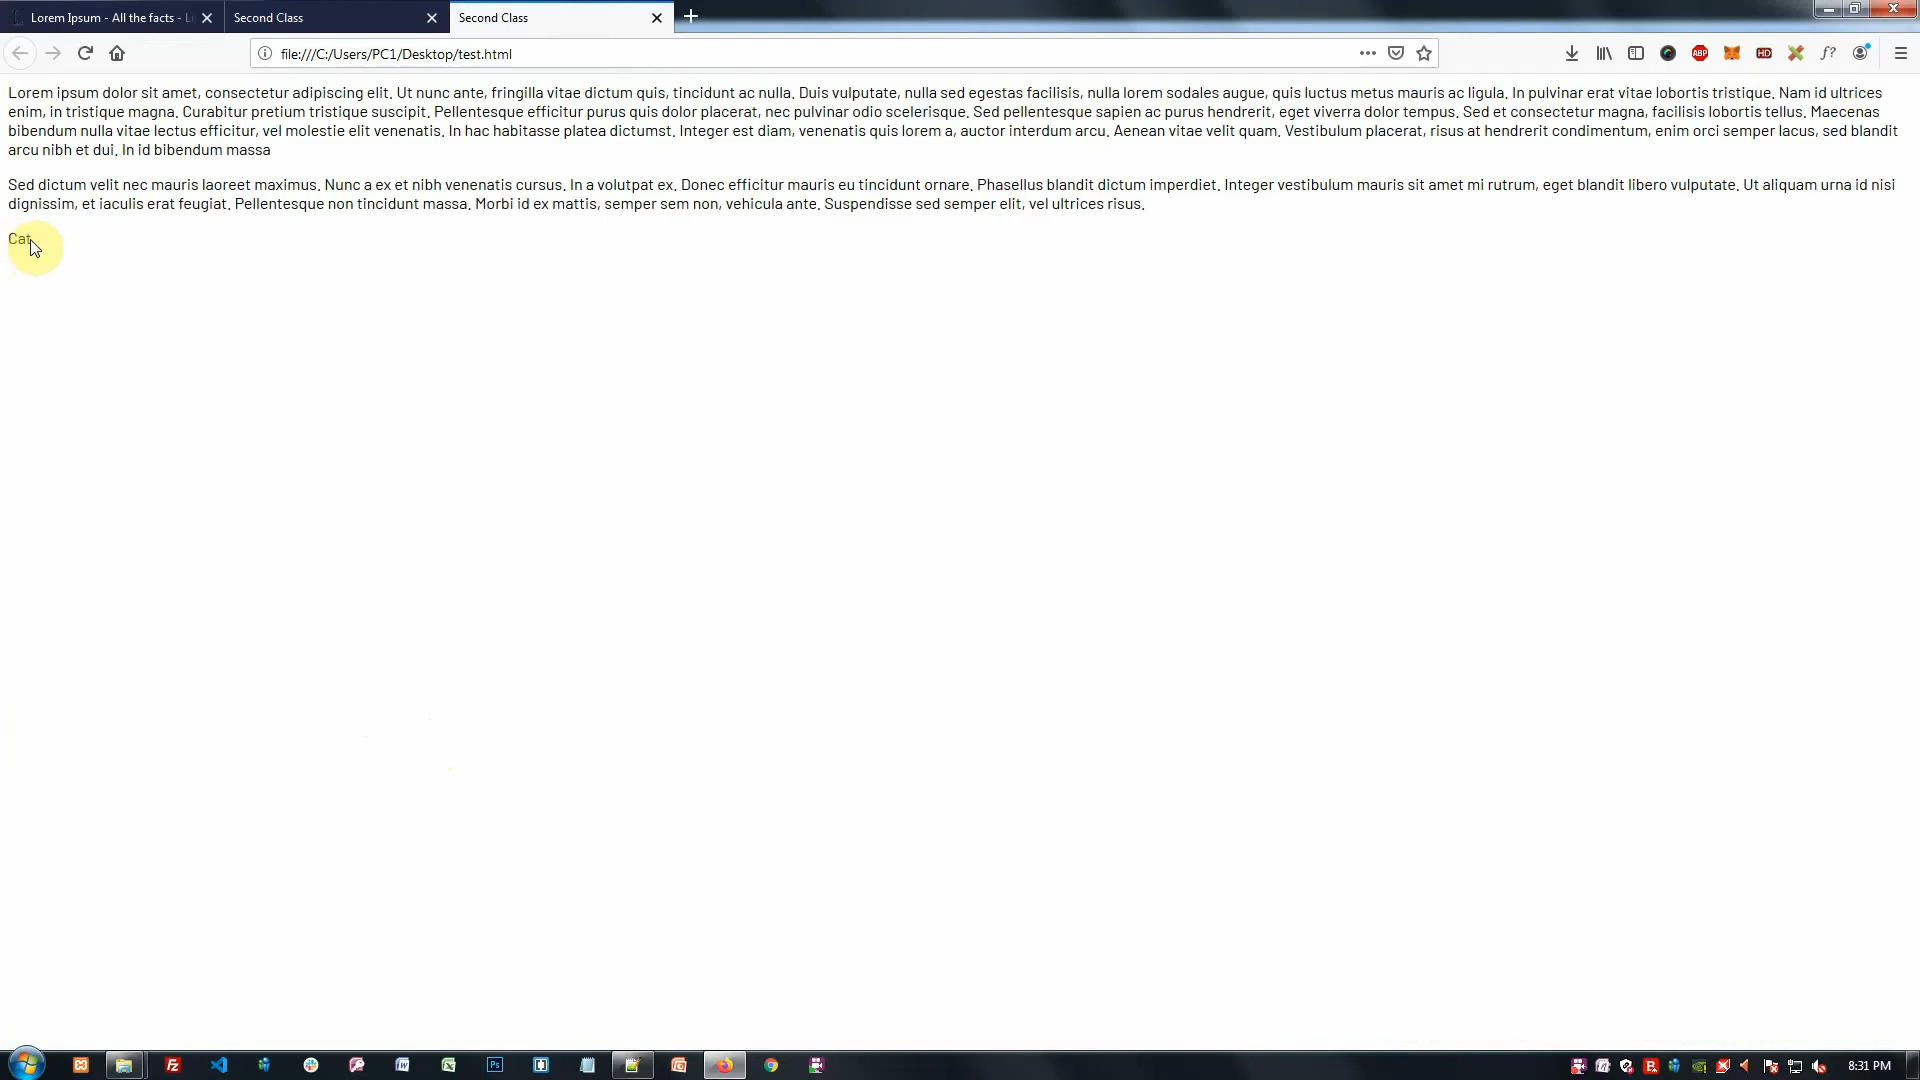 Lorem Ipsum - All the facts - L
Second Class
Second Class
file:///C:/Users/PC1/Desktop/test.html
ABP
HD
f?
Lorem ipsum dolor sit amet, consectetur adipiscing elit. Ut nunc ante, fringilla vitae dictum quis, tincidunt ac nulla. Duis vulputate, nulla sed egestas facilisis, nulla lorem sodales augue, quis luctus metus mauris ac ligula. In pulvinar erat vitae lobortis tristique. Nam id ultrices
enim, in tristique magna. Curabitur pretium tristique suscipit. Pellentesque efficitur purus quis dolor placerat, nec pulvinar odio scelerisque. Sed pellentesque sapien ac purus hendrerit, eget viverra dolor tempus. Sed et consectetur magna, facilisis lobortis tellus. Maecenas
bibendum nulla vitae lectus efficitur, vel molestie elit venenatis. In hac habitasse platea dictumst. Integer est diam, venenatis quis lorem a, auctor interdum arcu. Aenean vitae velit quam. Vestibulum placerat, risus at hendrerit condimentum, enim orci semper lacus, sed blandit
arcu nibh et dui. In id bibendum massa
Sed dictum velit nec mauris laoreet maximus. Nunc a ex et nibh venenatis cursus. In a volutpat ex. Donec efficitur mauris eu tincidunt ornare. Phasellus blandit dictum imperdiet. Integer vestibulum mauris sit amet mi rutrum, eget blandit libero vulputate. Ut aliquam urna id nisi
dignissim, et iaculis erat feugiat. Pellentesque non tincidunt massa. Morbi id ex mattis, semper sem non, vehicula ante. Suspendisse sed semper elit, vel ultrices risus.
Cat
Fz
Ps
8:31 PM